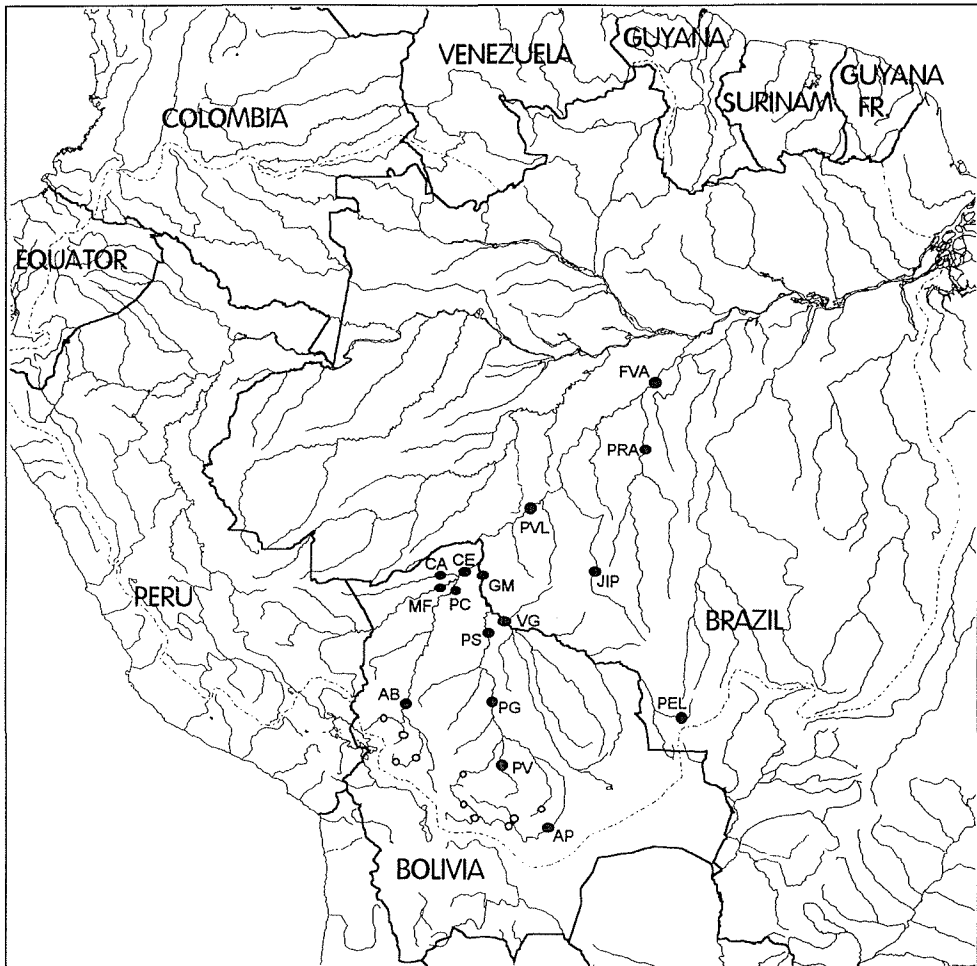 VENEZUELA
GUYANA
COLOMBIA
SURINAM
GUYANA
FR.
EQUATOR
FVA
PRA
PVL
CA
CE
GM
JIP
MF
PC
PERU
BRAZIL
VG
PS
AB
PG
PEL
PV
AP
BOLIVIA